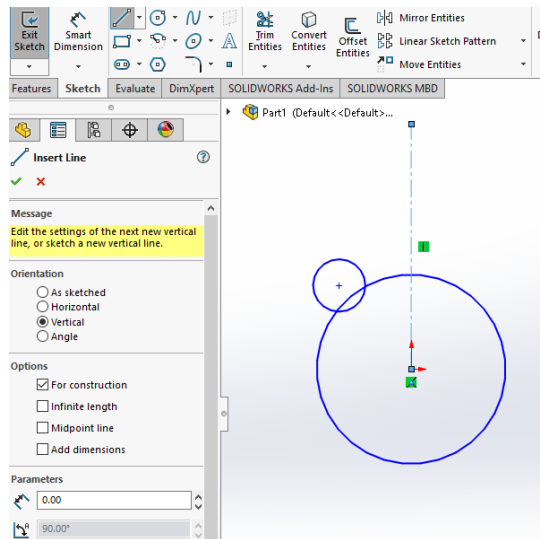 Exit
Sketch
Smart
Dimension
Trim
Entities
Convert
Entities
Offset
Entities
Mirror Entities
Linear Sketch Pattern
Move Entities
Features Sketch Evaluate DimXpert SOLIDWORKS Add-Ins SOLIDWORKS MBD
Part1 (Default<<Default>...
Insert Line
Message
Edit the settings of the next new vertical
line, or sketch a new vertical line.
Orientation
As sketched
Horizontal
Vertical
Angle
Options
For construction
Infinite length
Midpoint line
Add dimensions
Parameters
0.00
90.00°